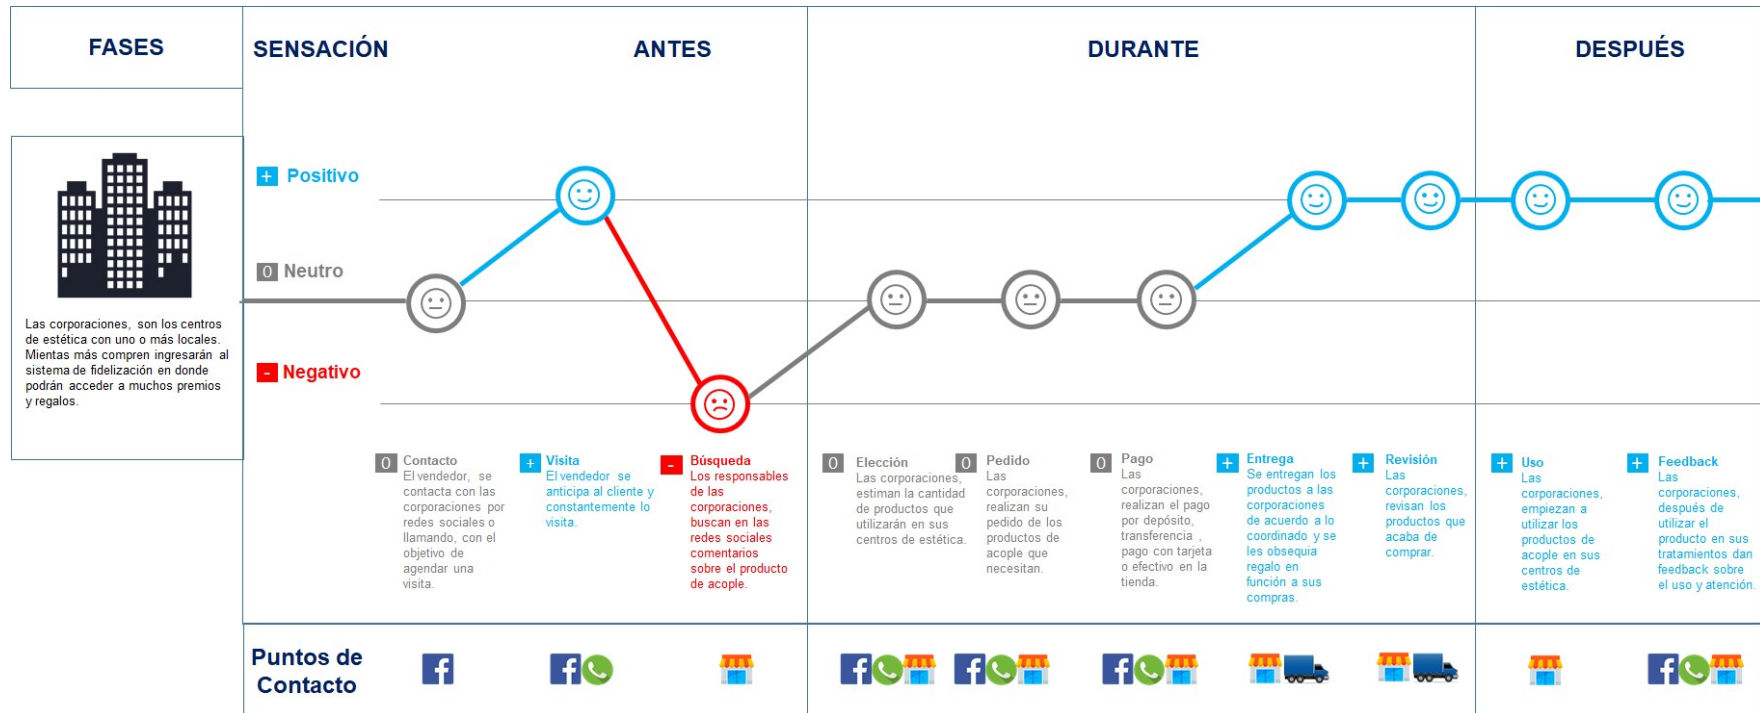 FASES
SENSACIÓN
ANTES
DURANTE
DESPUÉS
Las corporaciones, son los centros
de estética con uno o más locales.
Mientas más compren ingresarán al
sistema de fidelización en donde
podrán acceder a muchos premios
y regalos.
+ Positivo
0 Neutro
- Negativo
0 Contacto
El vendedor, se
contacta con las
corporaciones por
redes sociales o
llamando, con el
objetivo de
agendar una
visita.
+ Visita
El vendedor se
anticipa al cliente y
constantemente lo
visita.
- Búsqueda
Los responsables
de las
corporaciones,
buscan en las
redes sociales
comentarios
sobre el producto
de acople.
0 Elección
Las corporaciones,
estiman la cantidad
de productos que
utilizarán en sus
centros de estética.
0 Pedido
Las
corporaciones,
realizan su
pedido de los
productos de
acople que
necesitan.
0 Pago
Las
corporaciones,
realizan el pago
por depósito,
transferencia ,
pago con tarjeta
o efectivo en la
tienda.
+ Entrega
Se entregan los
productos a las
corporaciones
de acuerdo a lo
coordinado y se
les obsequia
regalo en
función a sus
compras.
+ Revisión
Las
corporaciones,
revisan los
productos que
acaba de
comprar.
+ Uso
Las
corporaciones,
empiezan a
utilizar los
productos de
acople en sus
centros de
estética.
+ Feedback
Las
corporaciones,
después de
utilizar el
producto en sus
tratamientos dan
feedback sobre
el uso y atención.
Puntos de
Contacto